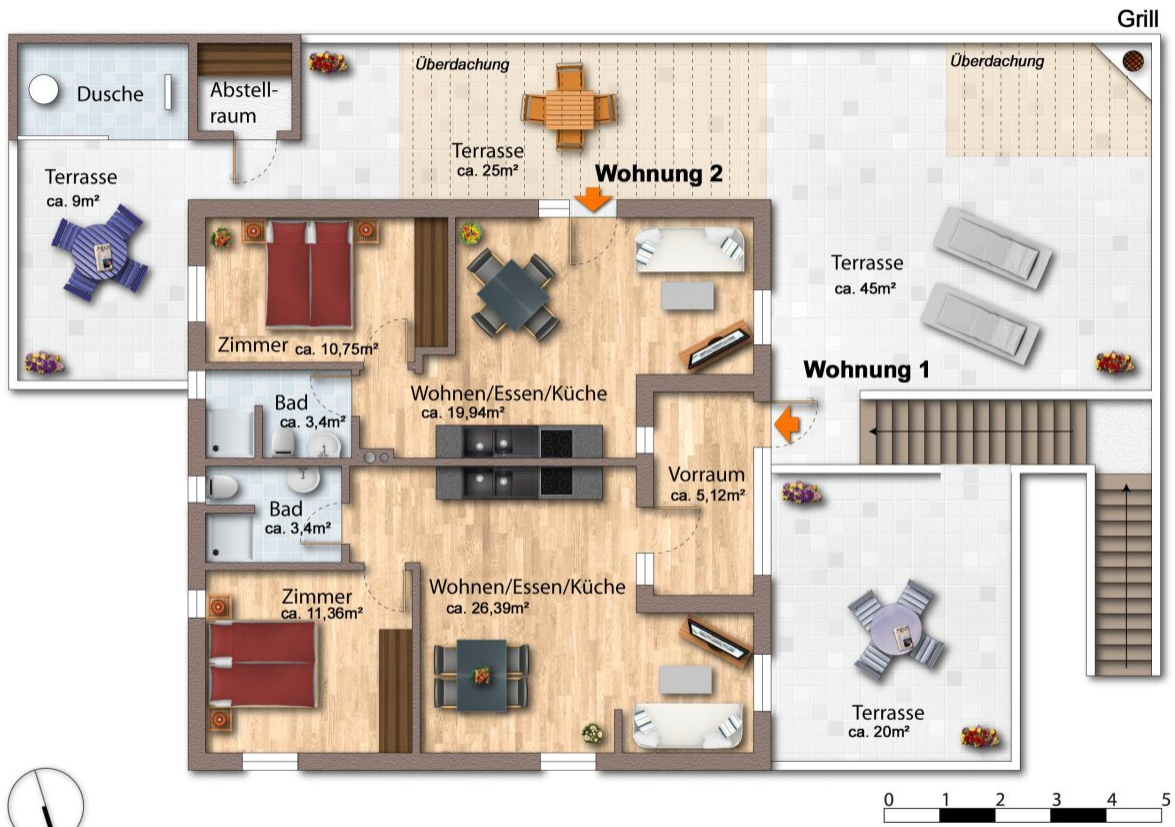 Grill
Überdachung
Überdachung
Dusche
Abstell-
raum
Terrasse
ca. 25m²
Wohnung 2
Terrasse
ca. 9m²
Terrasse
ca. 45m²
Zimmer ca. 10,75m²
Wohnung 1
Wohnen/Essen/Küche
ca. 19,94m²
Bad
ca. 3,4m²
Vorraum
ca. 5,12m²
Bad
ca. 3,4m²
Wohnen/Essen/Küche
ca. 26,39m²
Zimmer
ca. 11,36m²
Terrasse
ca. 20m²
0 1 2 3 4 5